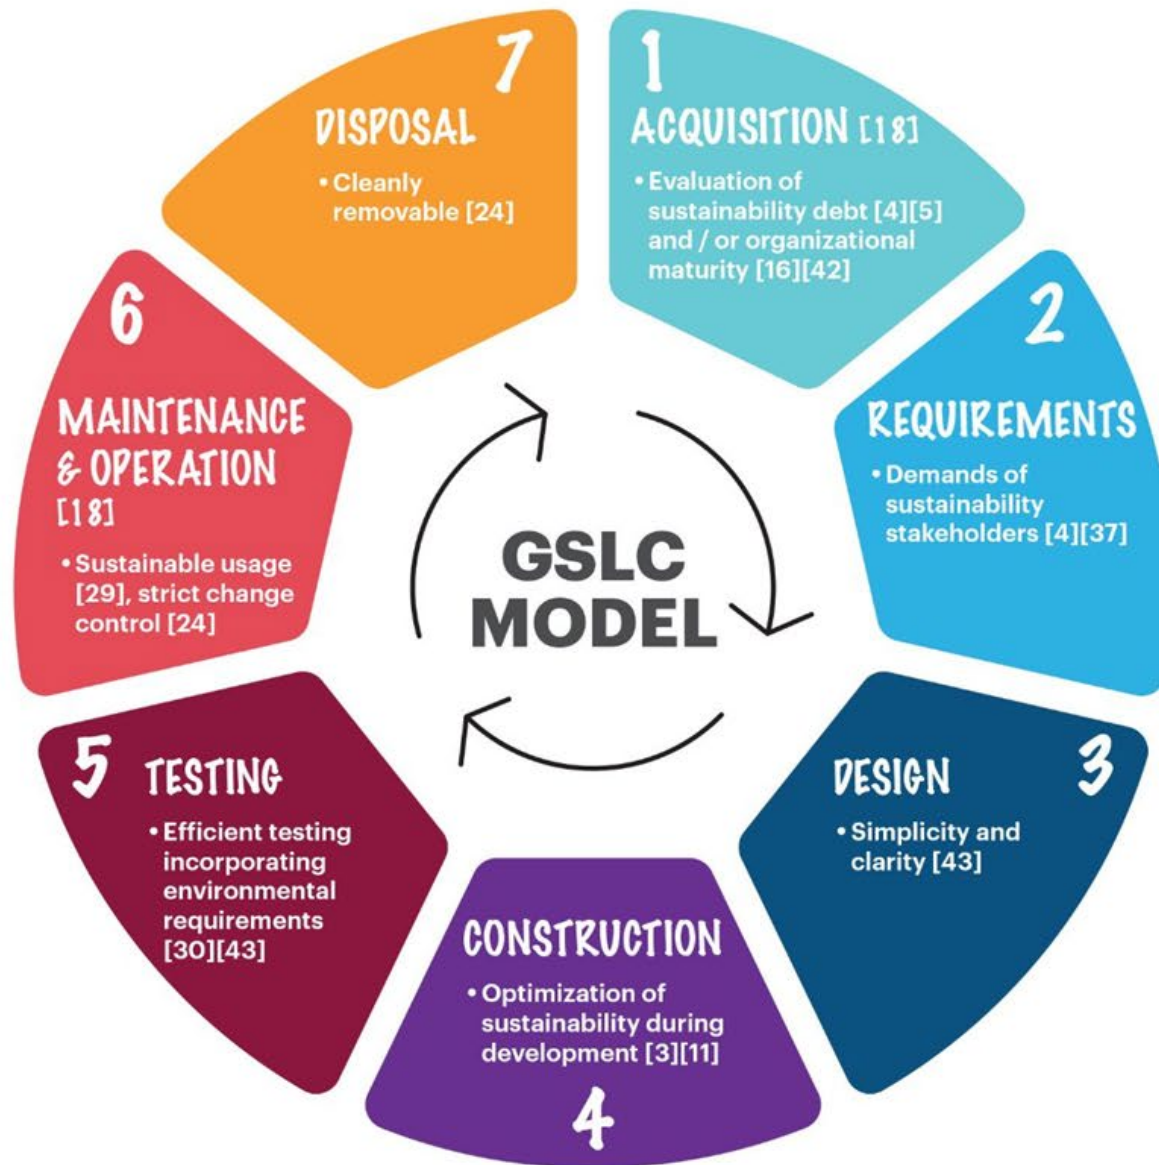 1
ACQUISITION [18]
• Evaluation of
sustainability debt [4][5]
and / or organizational
maturity [16][42]
2
REQUIREMENTS
• Demands of
sustainability
stakeholders [4][37]
3
DESIGN
• Simplicity and
clarity [43]
CONSTRUCTION
• Optimization of
sustainability during
development [3][11]
4
5
TESTING
• Efficient testing
incorporating
environmental
requirements
[30][43]
6
MAINTENANCE
& OPERATION
[18]
• Sustainable usage
[29], strict change
control [24]
7
DISPOSAL
• Cleanly
removable [24]
GSLC
MODEL